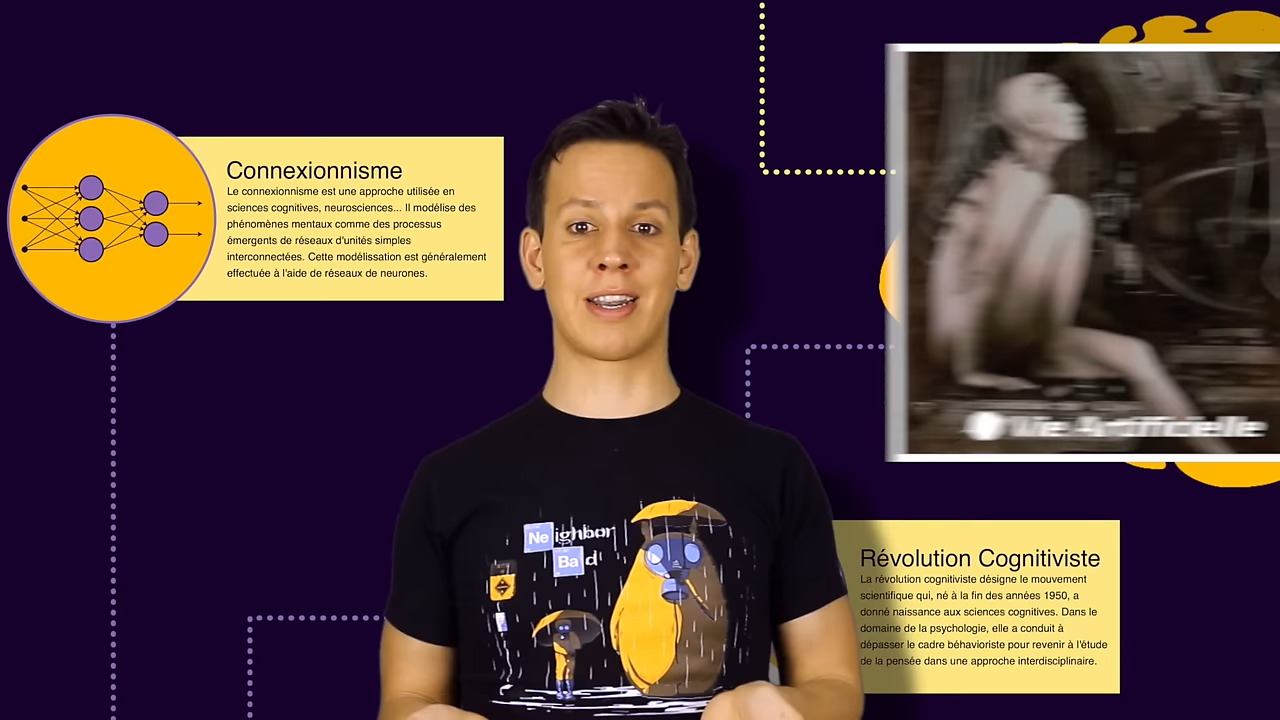 Connexionnisme
Le connexionnisme est une approche utilisée en
sciences cognitives, neurosciences... Il modélise des
phénomènes mentaux comme des processus
émergents de réseaux d'unités simples
interconnectées. Cette modélissation est généralement
effectuée à l'aide de réseaux de neurones.
Vie Artificielle
Neighbor
Bad
Révolution Cognitiviste
La révolution cognitiviste désigne le mouvement
scientifique qui, né à la fin des années 1950, a
donné naissance aux sciences cognitives. Dans le
domaine de la psychologie, elle a conduit à
dépasser le cadre béhavioriste pour revenir à l'étude
de la pensée dans une approche interdisciplinaire.